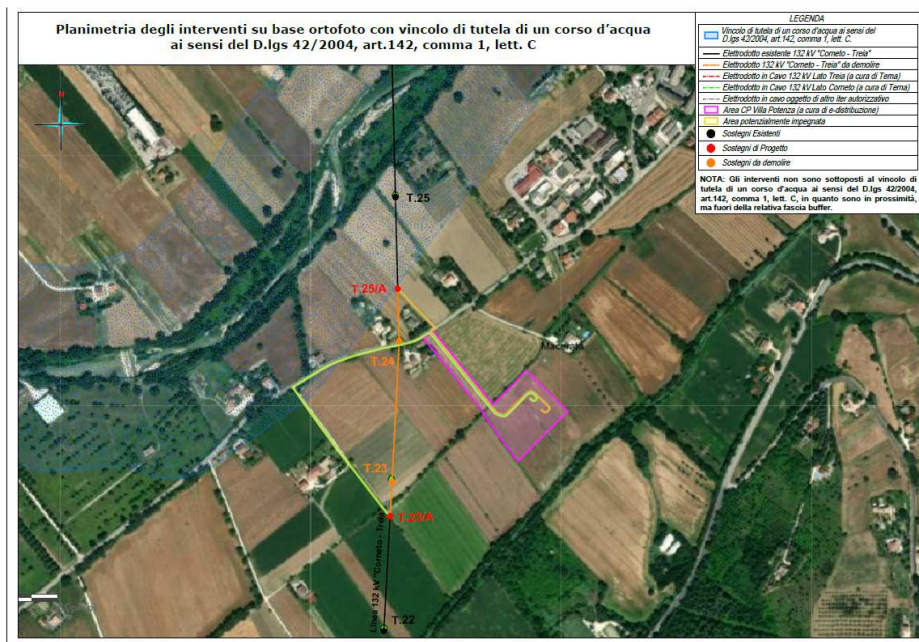 Planimetria degli interventi su base ortofoto con vincolo di tutela di un corso d'acqua
ai sensi del D.lgs 42/2004, art.142, comma 1, lett. C
LEGENDA
Vincolo di tutela di un corso d'acqua ai sensi del
D.lgs 42/2004, art.142, comma 1, lett. C.
Elettrodotto esistente 132 kV "Corneto - Treia"
Elettrodotto 132 kV "Corneto - Treia" da demolire
Elettrodotto in Cavo 132 kV Lato Treia (a cura di Terna)
Elettrodotto in Cavo 132 kV Lato Corneto (a cura di Terna)
Elettrodotto in cavo oggetto di altro iter autorizzativo
Area CP Villa Potenza (a cura di e-distribuzione)
Area potenzialmente impegnata
Sostegni Esistenti
Sostegni di Progetto
Sostegni da demolire
NOTA: Gli interventi non sono sottoposti al vincolo di
tutela di un corso d'acqua ai sensi del D.lgs 42/2004,
art.142, comma 1, lett. C, in quanto sono in prossimità,
ma fuori della relativa fascia buffer.
N
T.25
T.25/A
T.24
Macerata
T.23
T.23/A
Linea 132 kV "Corneto - Treia"
T.22